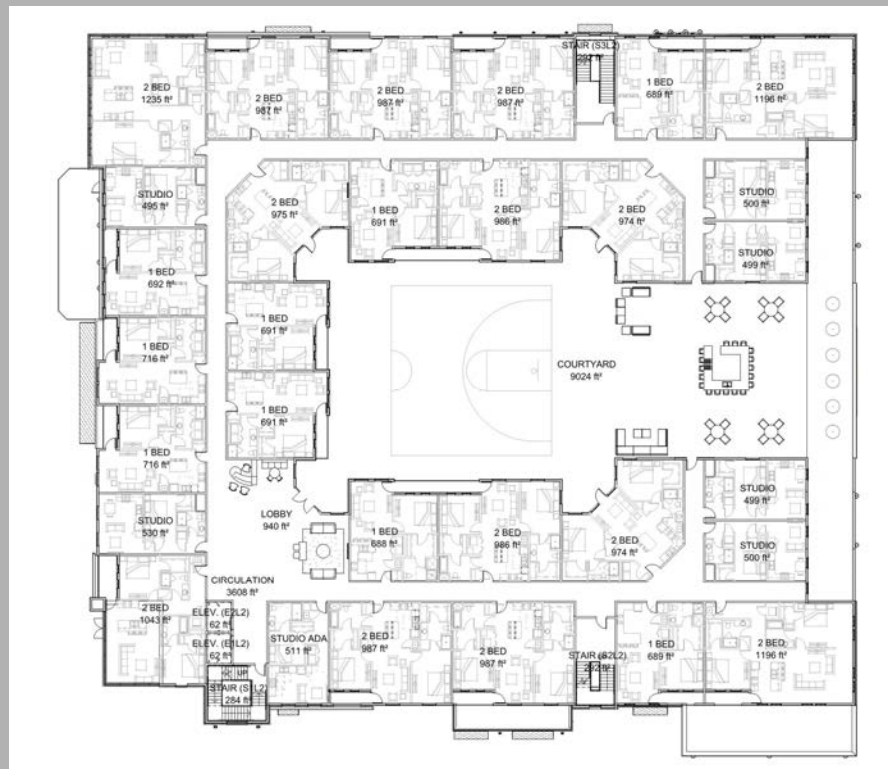 STAIR (S3L2)
292 ft²
2 BED
1235 ft²
2 BED
987 ft²
2 BED
987 ft²
2 BED
987 ft²
1 BED
689 ft²
2 BED
1196 ft²
STUDIO
495 ft²
2 BED
975 ft²
1 BED
691 ft²
2 BED
986 ft²
2 BED
974 ft²
STUDIO
500 ft²
STUDIO
499 ft²
1 BED
692 ft²
1 BED
691 ft²
1 BED
716 ft²
COURTYARD
9024 ft²
1 BED
691 ft²
1 BED
716 ft²
STUDIO
530 ft²
LOBBY
940 ft²
1 BED
688 ft²
2 BED
986 ft²
2 BED
974 ft²
STUDIO
499 ft²
STUDIO
500 ft²
CIRCULATION
3608 ft²
2 BED
1043 ft²
ELEV. (E2L2)
62 ft²
ELEV. (E1L2)
62 ft²
UP
STUDIO ADA
511 ft²
2 BED
987 ft²
2 BED
987 ft²
STAIR (S2L2)
292 ft²
1 BED
689 ft²
2 BED
1196 ft²
STAIR (S1L2)
284 ft²